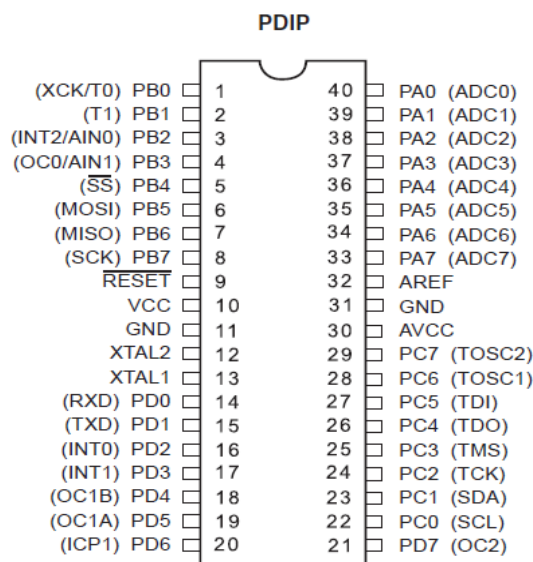 PDIP
(XCK/T0) PB0 1 40 PA0 (ADC0)
(T1) PB1 2 39 PA1 (ADC1)
(INT2/AIN0) PB2 3 38 PA2 (ADC2)
(OC0/AIN1) PB3 4 37 PA3 (ADC3)
(SS) PB4 5 36 PA4 (ADC4)
(MOSI) PB5 6 35 PA5 (ADC5)
(MISO) PB6 7 34 PA6 (ADC6)
(SCK) PB7 8 33 PA7 (ADC7)
RESET 9 32 AREF
VCC 10 31 GND
GND 11 30 AVCC
XTAL2 12 29 PC7 (TOSC2)
XTAL1 13 28 PC6 (TOSC1)
(RXD) PD0 14 27 PC5 (TDI)
(TXD) PD1 15 26 PC4 (TDO)
(INT0) PD2 16 25 PC3 (TMS)
(INT1) PD3 17 24 PC2 (TCK)
(OC1B) PD4 18 23 PC1 (SDA)
(OC1A) PD5 19 22 PC0 (SCL)
(ICP1) PD6 20 21 PD7 (OC2)